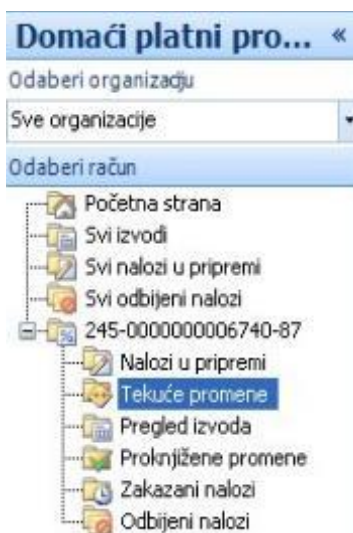 Domaći platni pro... «
Odaberi organizaciju
Sve organizacije
Odaberi račun
Početna strana
Svi izvodi
Svi nalozi u pripremi
Svi odbijeni nalozi
245-0000000006740-87
Nalozi u pripremi
Tekuće promene
Pregled izvoda
Proknjižene promene
Zakazani nalozi
Odbijeni nalozi